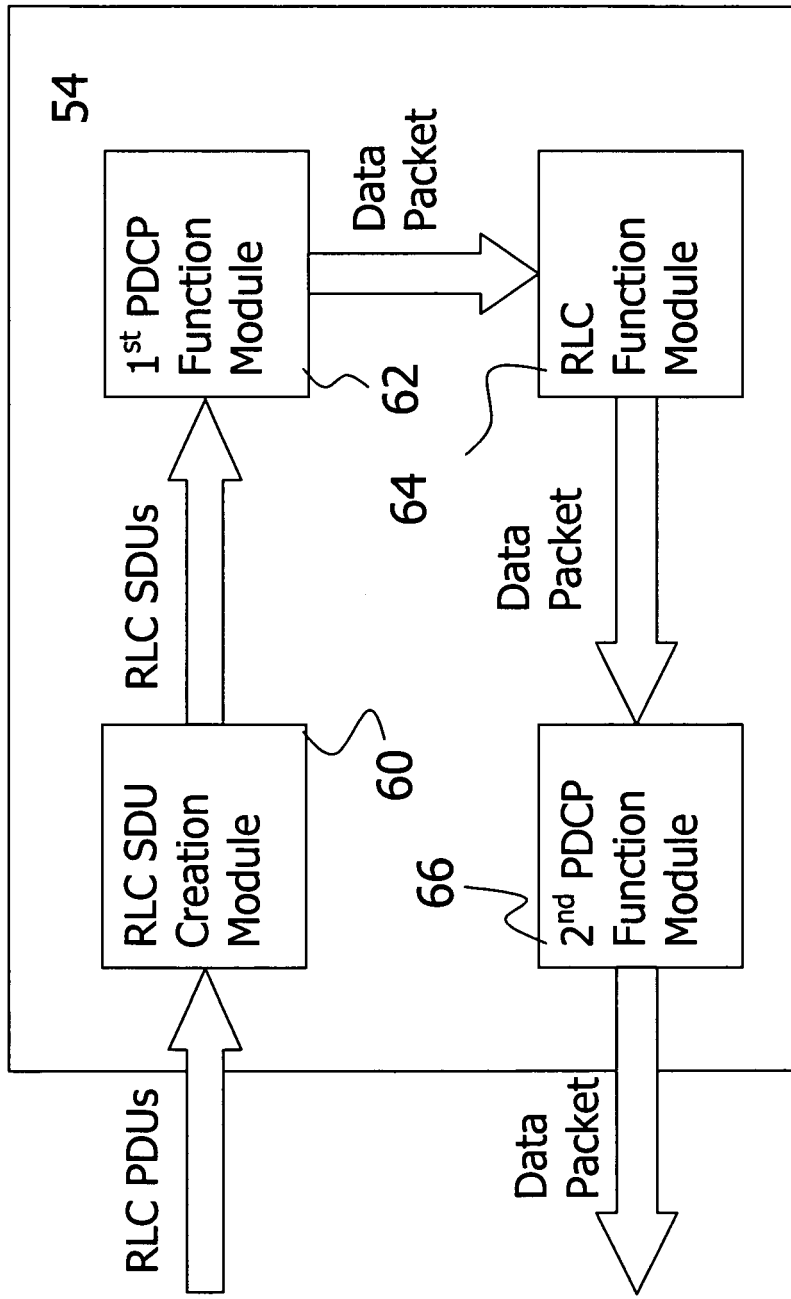 54
RLC PDUs
RLC SDU
Creation
Module
60
RLC SDUs
1st PDCP
Function
Module
62
Data
Packet
64
RLC
Function
Module
Data
Packet
66
2nd PDCP
Function
Module
Data
Packet